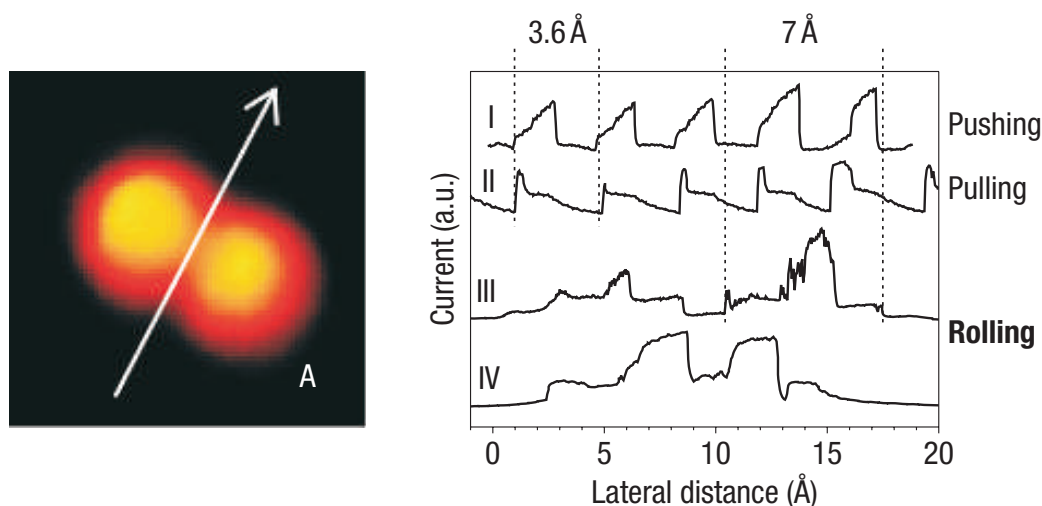 A
3.6 Å
7 Å
I
Pushing
II
Pulling
III
Rolling
IV
Current (a.u.)
0 5 10 15 20
Lateral distance (Å)